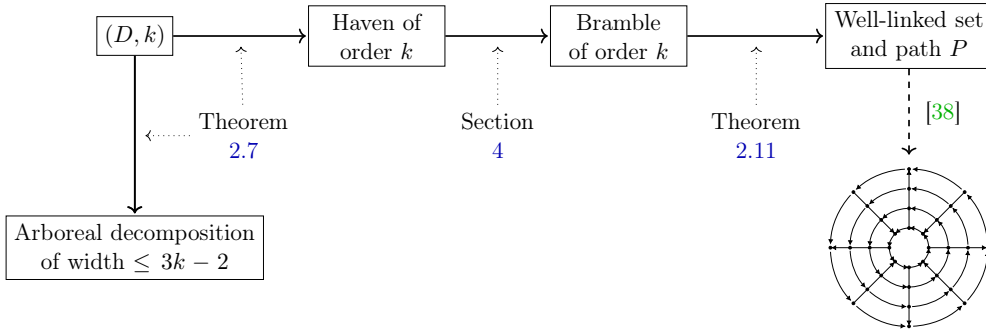 (D, k)
Haven of
order k
Bramble
of order k
Well-linked set
and path P
Theorem
2.7
Section
4
Theorem
2.11
[38]
Arboreal decomposition
of width ≤ 3k − 2